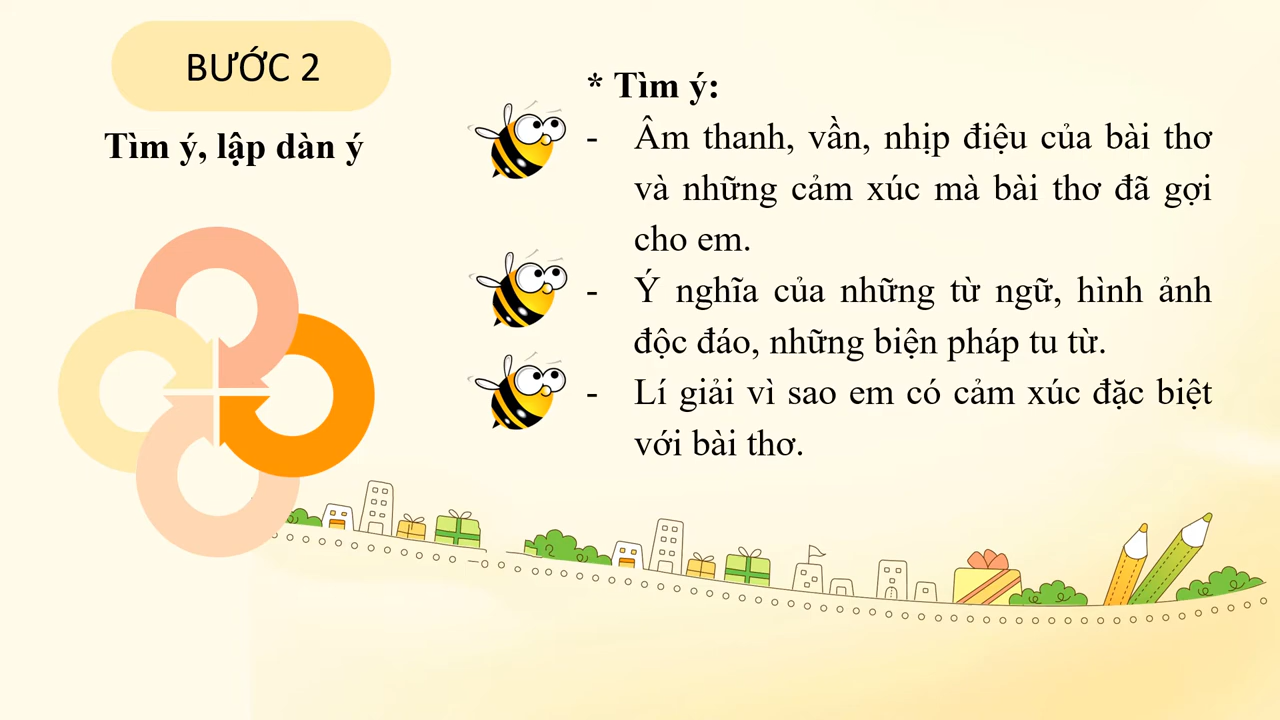 BƯỚC 2
Tìm ý, lập dàn ý
* Tìm ý:
- Âm thanh, vần, nhịp điệu của bài thơ
và những cảm xúc mà bài thơ đã gợi
cho em.
- Ý nghĩa của những từ ngữ, hình ảnh
độc đáo, những biện pháp tu từ.
- Lí giải vì sao em có cảm xúc đặc biệt
với bài thơ.